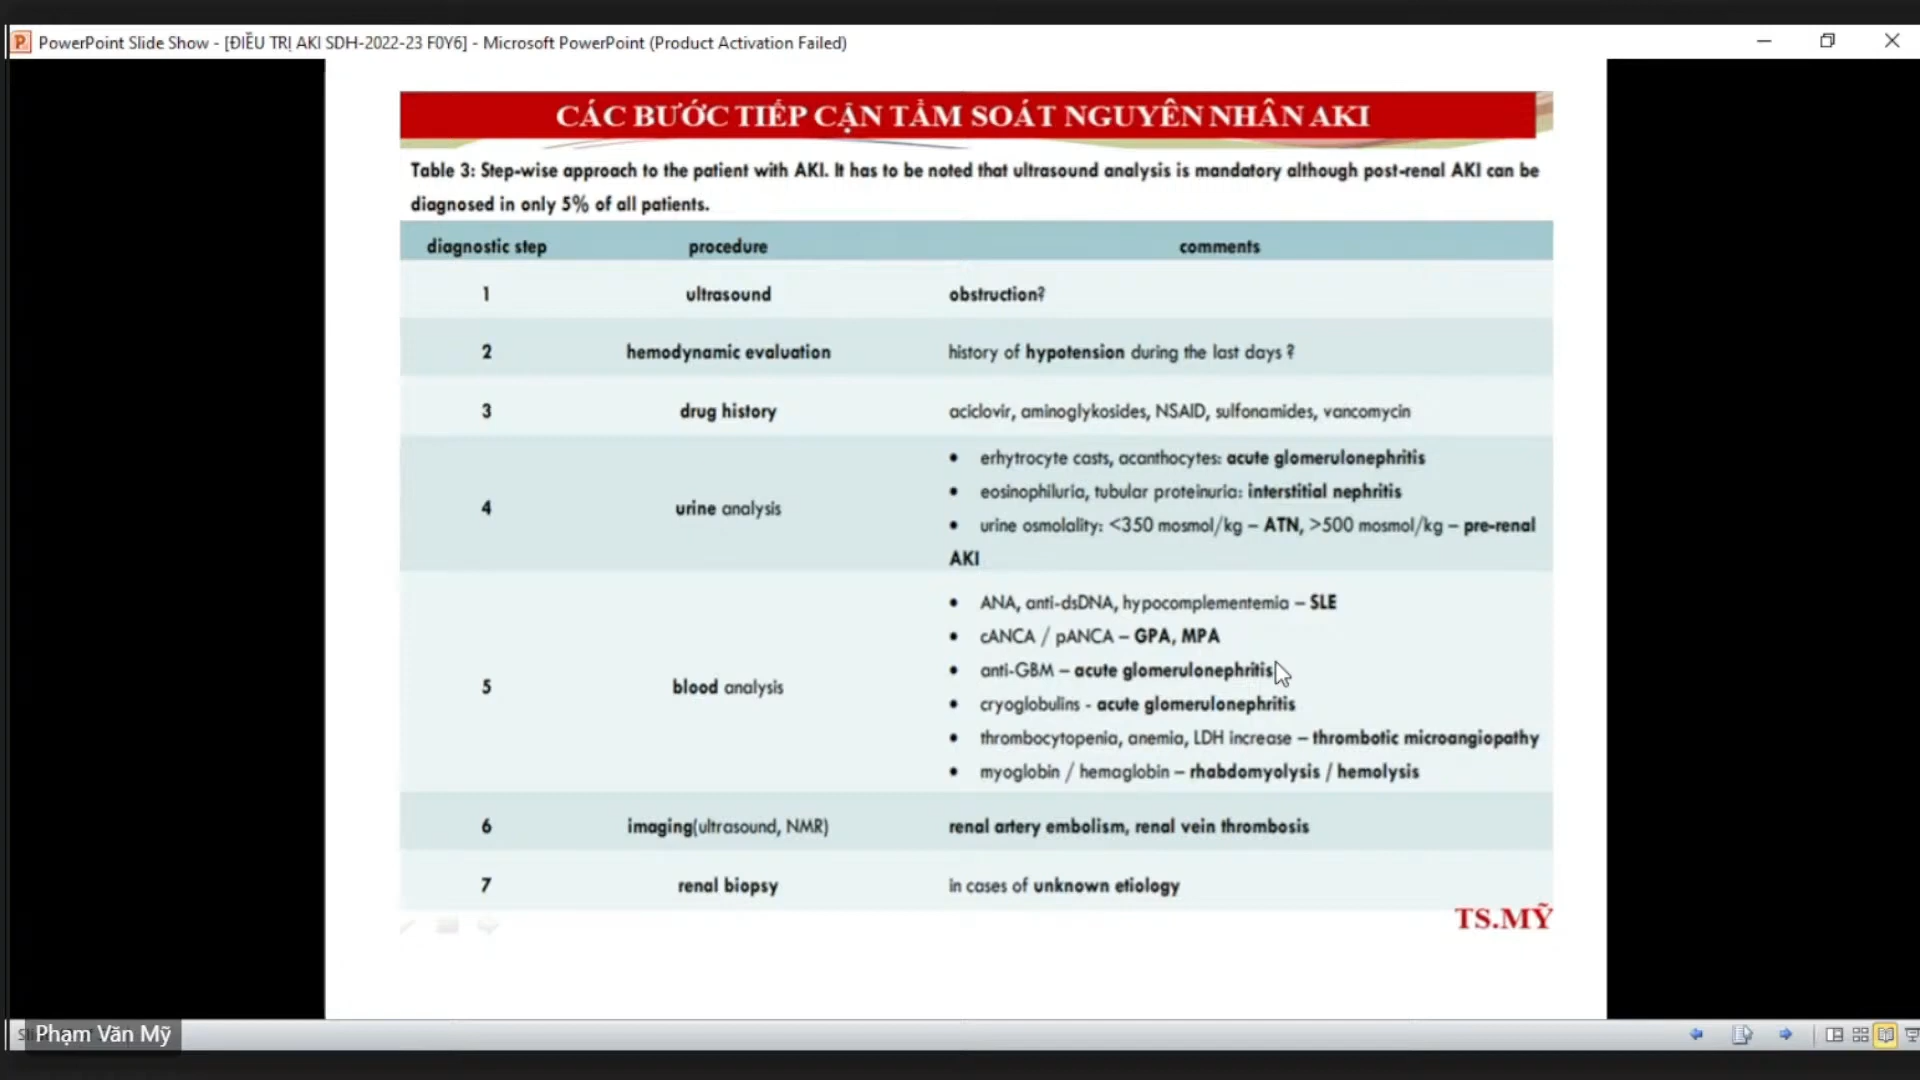 PowerPoint Slide Show - [ĐIỀU TRỊ AKI SDH-2022-23 F0Y6] - Microsoft PowerPoint (Product Activation Failed)
CÁC BƯỚC TIẾP CẬN TẦM SOÁT NGUYÊN NHÂN AKI
Table 3: Step-wise approach to the patient with AKI. It has to be noted that ultrasound analysis is mandatory although post-renal AKI can be
diagnosed in only 5% of all patients.
diagnostic step procedure comments
1 ultrasound obstruction?
2 hemodynamic evaluation history of hypotension during the last days ?
3 drug history aciclovir, aminoglykosides, NSAID, sulfonamides, vancomycin
4 urine analysis
• erhytrocyte casts, acanthocytes: acute glomerulonephritis
• eosinophiluria, tubular proteinuria: interstitial nephritis
• urine osmolality: <350 mosmol/kg – ATN, >500 mosmol/kg – pre-renal
AKI
5 blood analysis
• ANA, anti-dsDNA, hypocomplementemia – SLE
• cANCA / pANCA – GPA, MPA
• anti-GBM – acute glomerulonephritis
• cryoglobulins - acute glomerulonephritis
• thrombocytopenia, anemia, LDH increase – thrombotic microangiopathy
• myoglobin / hemaglobin – rhabdomyolysis / hemolysis
6 imaging(ultrasound, NMR) renal artery embolism, renal vein thrombosis
7 renal biopsy in cases of unknown etiology
TS.MỸ
Phạm Văn Mỹ